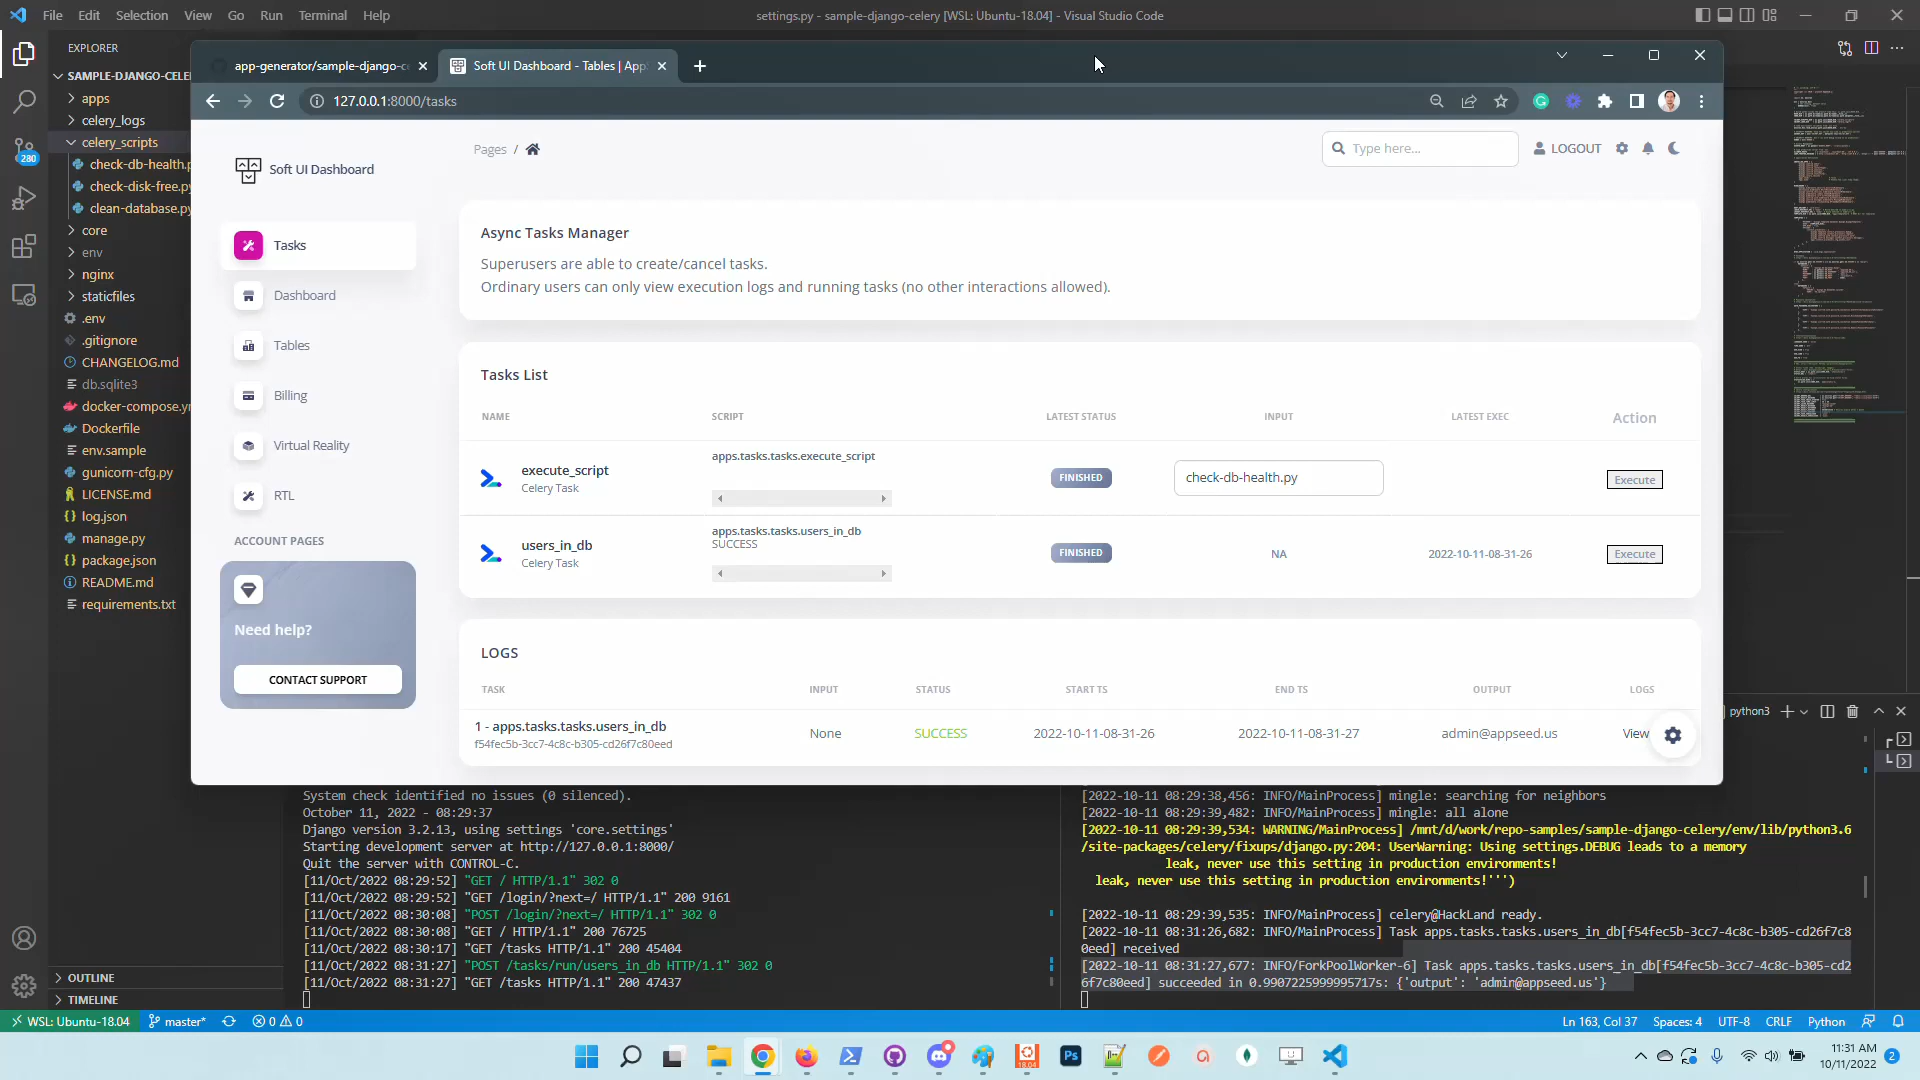 File Edit Selection View Go Run Terminal Help
settings.py - sample-django-celery [WSL: Ubuntu-18.04] - Visual Studio Code
EXPLORER
SAMPLE-DJANGO-CELE
apps
celery_logs
celery_scripts
check-db-health.p
check-disk-free.py
clean-database.py
core
env
nginx
staticfiles
.env
.gitignore
CHANGELOG.md
db.sqlite3
docker-compose.yr
Dockerfile
env.sample
gunicorn-cfg.py
LICENSE.md
log.json
manage.py
package.json
README.md
requirements.txt
280
OUTLINE
TIMELINE
app-generator/sample-django-ce
Soft UI Dashboard - Tables | App
127.0.0.1:8000/tasks
Soft UI Dashboard
Pages /
Type here...
LOGOUT
Tasks
Dashboard
Tables
Billing
Virtual Reality
RTL
ACCOUNT PAGES
Need help?
CONTACT SUPPORT
Async Tasks Manager
Superusers are able to create/cancel tasks.
Ordinary users can only view execution logs and running tasks (no other interactions allowed).
Tasks List
NAME SCRIPT LATEST STATUS INPUT LATEST EXEC Action
execute_script
Celery Task
apps.tasks.tasks.execute_script
FINISHED
check-db-health.py
Execute
users_in_db
Celery Task
apps.tasks.tasks.users_in_db
SUCCESS
FINISHED
NA
2022-10-11-08-31-26
Execute
LOGS
TASK INPUT STATUS START TS END TS OUTPUT LOGS
1 - apps.tasks.tasks.users_in_db
f54fec5b-3cc7-4c8c-b305-cd26f7c80eed
None SUCCESS 2022-10-11-08-31-26 2022-10-11-08-31-27 admin@appseed.us View
python3
System check identified no issues (0 silenced).
October 11, 2022 - 08:29:37
Django version 3.2.13, using settings 'core.settings'
Starting development server at http://127.0.0.1:8000/
Quit the server with CONTROL-C.
[11/Oct/2022 08:29:52] "GET / HTTP/1.1" 302 0
[11/Oct/2022 08:29:52] "GET /login/?next=/ HTTP/1.1" 200 9161
[11/Oct/2022 08:30:08] "POST /login/?next=/ HTTP/1.1" 302 0
[11/Oct/2022 08:30:08] "GET / HTTP/1.1" 200 76725
[11/Oct/2022 08:30:17] "GET /tasks HTTP/1.1" 200 45404
[11/Oct/2022 08:31:27] "POST /tasks/run/users_in_db HTTP/1.1" 302 0
[11/Oct/2022 08:31:27] "GET /tasks HTTP/1.1" 200 47437
[2022-10-11 08:29:38,456: INFO/MainProcess] mingle: searching for neighbors
[2022-10-11 08:29:39,482: INFO/MainProcess] mingle: all alone
[2022-10-11 08:29:39,534: WARNING/MainProcess] /mnt/d/work/repo-samples/sample-django-celery/env/lib/python3.6
/site-packages/celery/fixups/django.py:204: UserWarning: Using settings.DEBUG leads to a memory
leak, never use this setting in production environments!
leak, never use this setting in production environments!''')
[2022-10-11 08:29:39,535: INFO/MainProcess] celery@HackLand ready.
[2022-10-11 08:31:26,682: INFO/MainProcess] Task apps.tasks.tasks.users_in_db[f54fec5b-3cc7-4c8c-b305-cd26f7c8
0eed] received
[2022-10-11 08:31:27,677: INFO/ForkPoolWorker-6] Task apps.tasks.tasks.users_in_db[f54fec5b-3cc7-4c8c-b305-cd2
6f7c80eed] succeeded in 0.9907225999995717s: {'output': 'admin@appseed.us'}
WSL: Ubuntu-18.04 master* 0 0
Ln 163, Col 37 Spaces: 4 UTF-8 CRLF Python
18.04
Ps
11:31 AM
10/11/2022
2